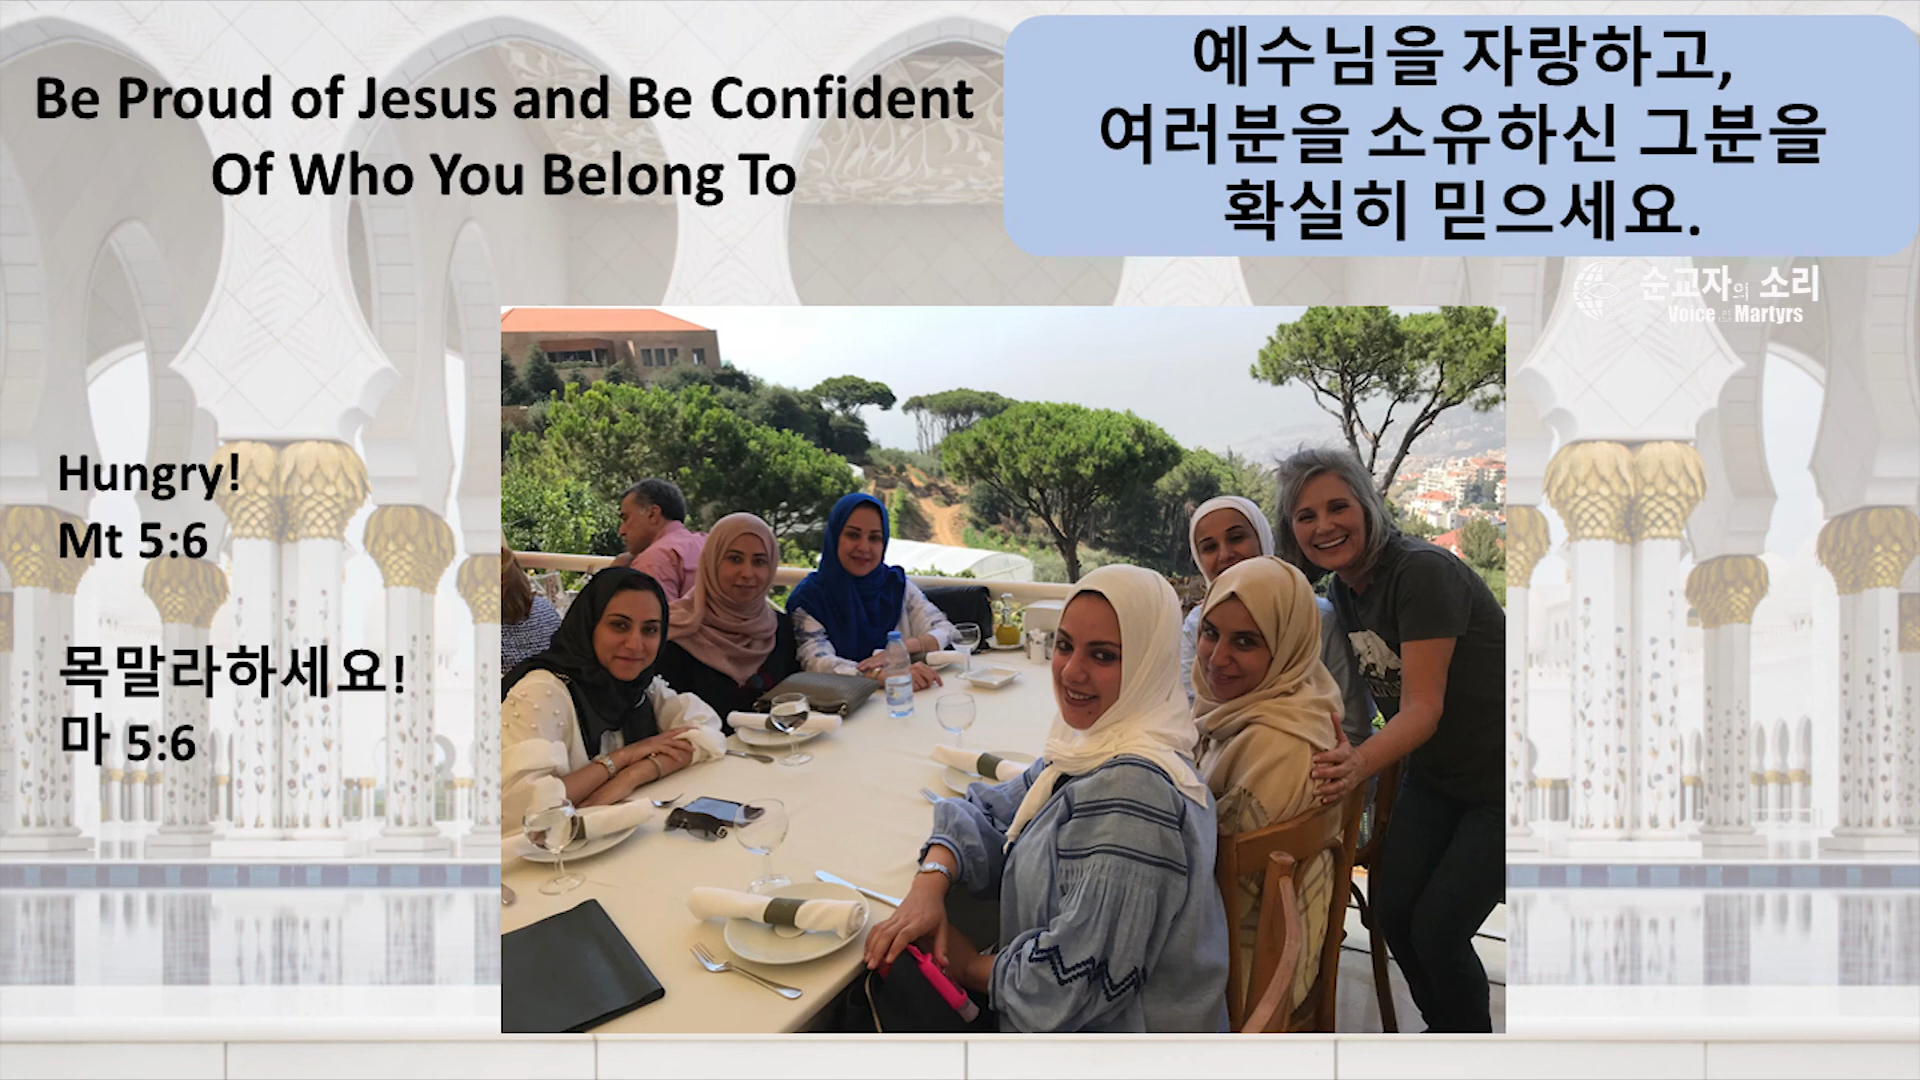 Be Proud of Jesus and Be Confident
Of Who You Belong To
예수님을 자랑하고,
여러분을 소유하신 그분을
확실히 믿으세요.
순교자의 소리
Voice of the Martyrs
Hungry!
Mt 5:6
목말라하세요!
마 5:6